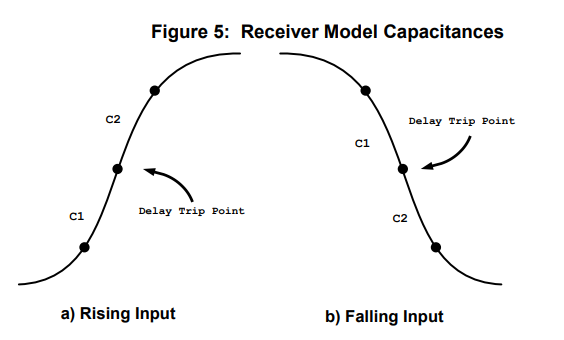 Figure 5:  Receiver Model Capacitances
C2
C1
Delay Trip Point
a) Rising Input
Delay Trip Point
C1
C2
b) Falling Input